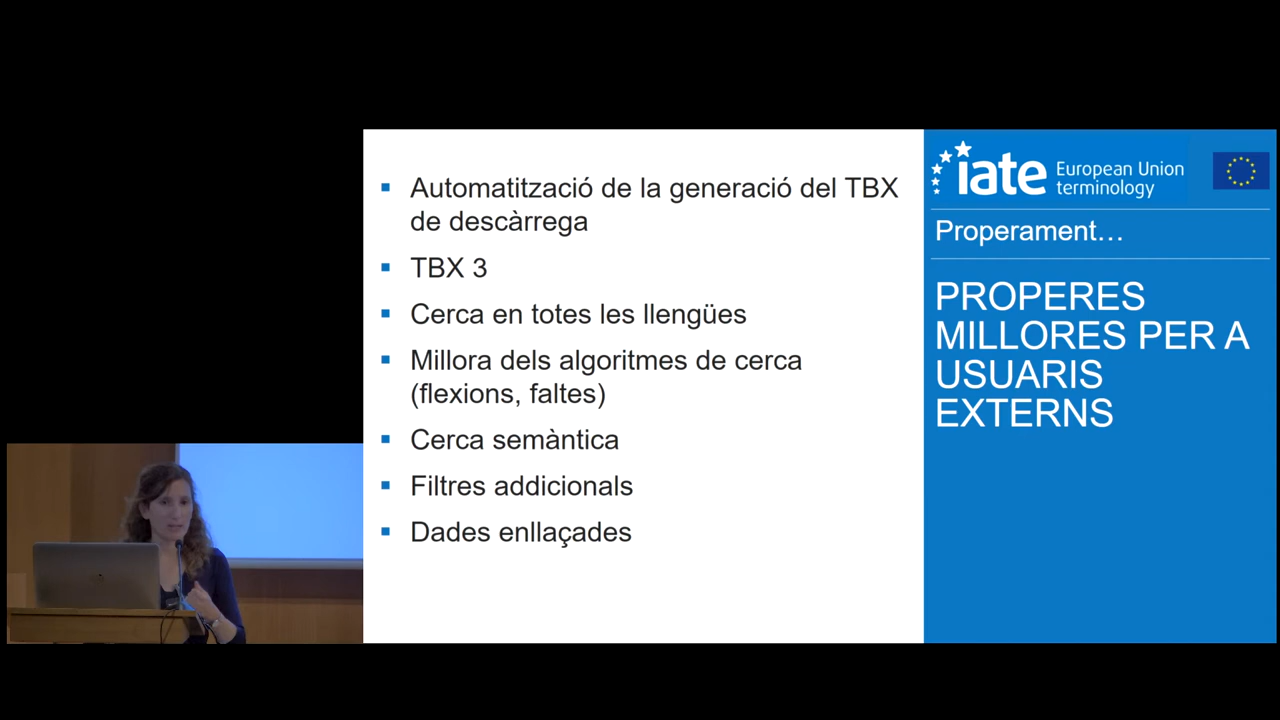 Automatització de la generació del TBX
de descàrrega
TBX 3
Cerca en totes les llengües
Millora dels algoritmes de cerca
(flexions, faltes)
Cerca semàntica
Filtres addicionals
Dades enllaçades
iate European Union
terminology
Properament…
PROPERES
MILLORES PER A
USUARIS
EXTERNS